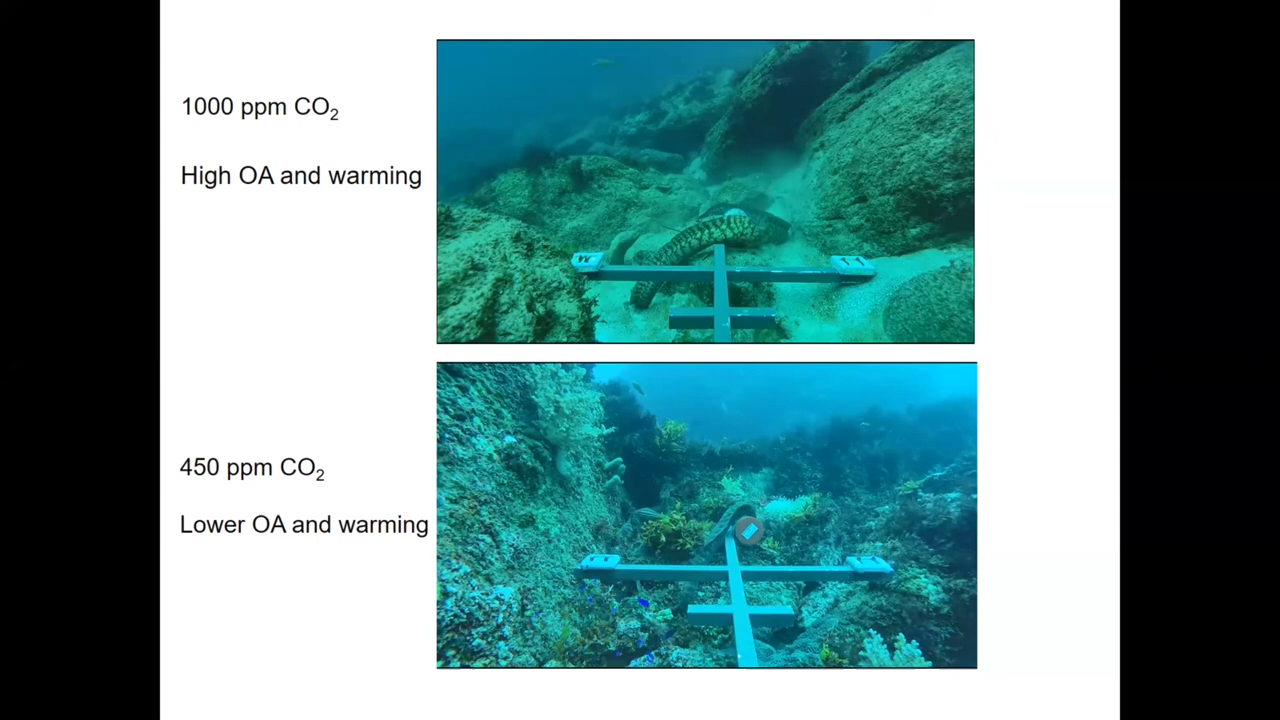 1000 ppm CO₂
High OA and warming
450 ppm CO₂
Lower OA and warming